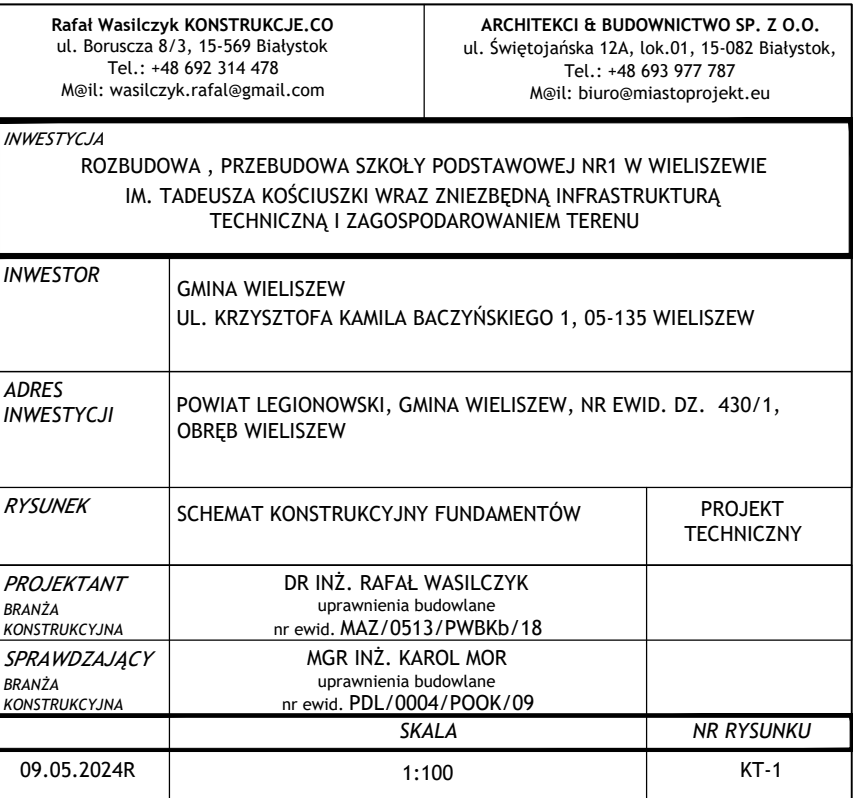 Rafał Wasilczyk KONSTRUKCJE.CO
ul. Boruscza 8/3, 15-569 Białystok
Tel.: +48 692 314 478
M@il: wasilczyk.rafal@gmail.com
ARCHITEKCI & BUDOWNICTWO SP. Z O.O.
ul. Świętojańska 12A, lok.01, 15-082 Białystok,
Tel.: +48 693 977 787
M@il: biuro@miastoprojekt.eu
INWESTYCJA
ROZBUDOWA , PRZEBUDOWA SZKOŁY PODSTAWOWEJ NR1 W WIELISZEWIE
IM. TADEUSZA KOŚCIUSZKI WRAZ ZNIEZBĘDNĄ INFRASTRUKTURĄ
TECHNICZNĄ I ZAGOSPODAROWANIEM TERENU
INWESTOR
GMINA WIELISZEW
UL. KRZYSZTOFA KAMILA BACZYŃSKIEGO 1, 05-135 WIELISZEW
ADRES
INWESTYCJI
POWIAT LEGIONOWSKI, GMINA WIELISZEW, NR EWID. DZ. 430/1,
OBRĘB WIELISZEW
RYSUNEK
SCHEMAT KONSTRUKCYJNY FUNDAMENTÓW
PROJEKT
TECHNICZNY
PROJEKTANT
BRANŻA
KONSTRUKCYJNA
DR INŻ. RAFAŁ WASILCZYK
uprawnienia budowlane
nr ewid. MAZ/0513/PWBKb/18
SPRAWDZAJĄCY
BRANŻA
KONSTRUKCYJNA
MGR INŻ. KAROL MOR
uprawnienia budowlane
nr ewid. PDL/0004/POOK/09
SKALA
NR RYSUNKU
09.05.2024R
1:100
KT-1